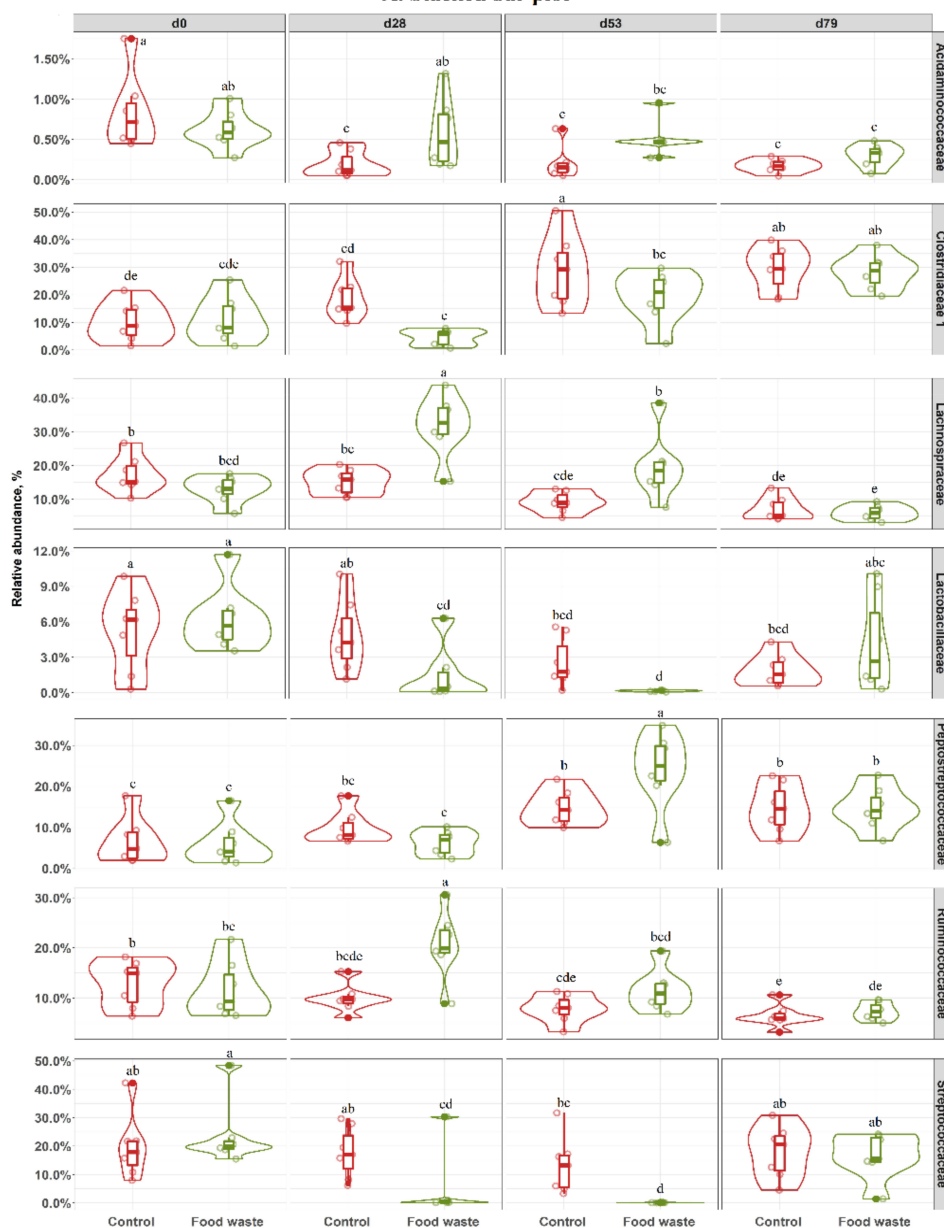 d0 d28 d53 d79
Relative abundance, %
1.50%
1.00%
0.50%
0.00%
a ab c ab c bc c c
Acidaminococcaceae
50.0%
40.0%
30.0%
20.0%
10.0%
0.0%
de cde cd c a bc ab ab
Clostridiaceae 1
40.0%
30.0%
20.0%
10.0%
b bcd bc a cde b de e
Lachnospiraceae
12.0%
9.0%
6.0%
3.0%
0.0%
a a ab cd bcd d bcd abc
Lactobacillaceae
30.0%
20.0%
10.0%
0.0%
c c bc c b a b b
Peptostreptococcaceae
30.0%
20.0%
10.0%
b bc bcde a cde bcd e de
Ruminococcaceae
50.0%
40.0%
30.0%
20.0%
10.0%
0.0%
ab a ab cd bc d ab ab
Streptococcaceae
Control Food waste Control Food waste Control Food waste Control Food waste